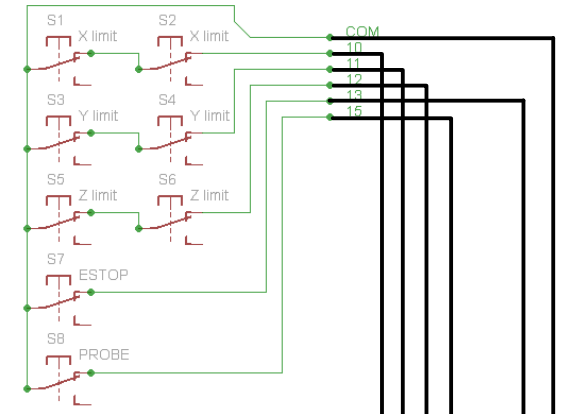 S1 X limit S2 X limit
COM
10
11
12
13
15
S3 Y limit S4 Y limit
S5 Z limit S6 Z limit
S7 ESTOP
S8 PROBE